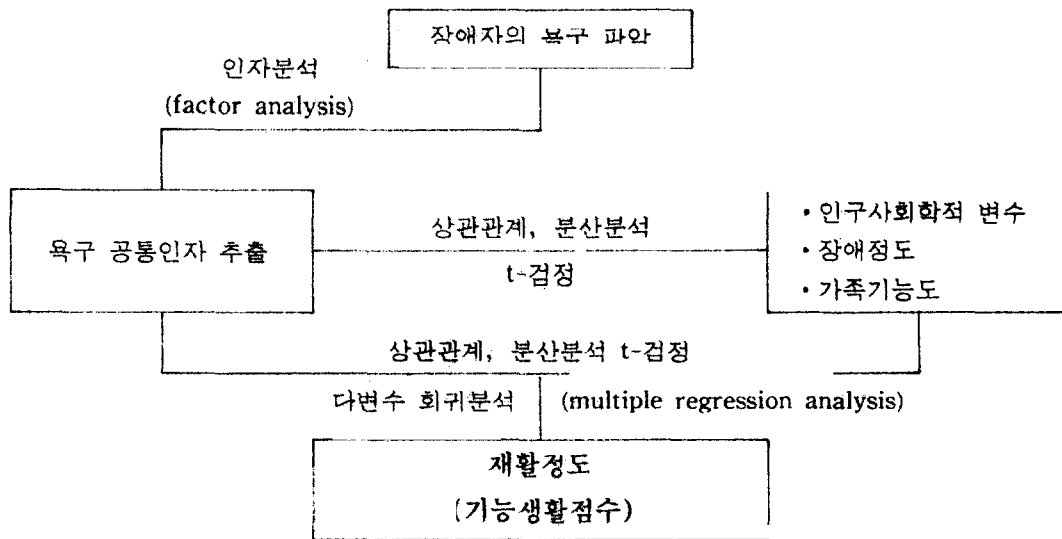 장애자의 욕구 파악
인자분석
(factor analysis)
욕구 공통인자 추출
상관관계, 분산분석
t-검정
• 인구사회학적 변수
• 장애정도
• 가족기능도
상관관계, 분산분석 t-검정
다변수 회귀분석 (multiple regression analysis)
재활정도
(기능생활점수)